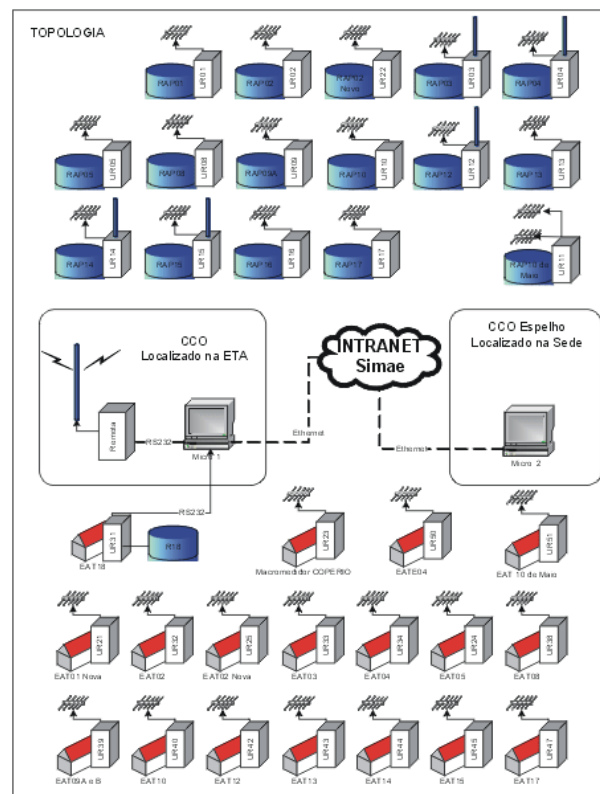 TOPOLOGIA
RAP01 UR01
RAP02 UR02
RAP02 Novo UR22
RAP03 UR03
RAP04 UR04
RAP05 UR05
RAP08 UR08
RAP09A UR09
RAP10 UR10
RAP12 UR12
RAP13 UR13
RAP14 UR14
RAP15 UR15
RAP16 UR16
RAP17 UR17
RAP10 de Maio UR11
CCO
Localizado na ETA
Remota
RS232
Micro 1
Ethernet
INTRANET
Simae
Ethernet
CCO Espelho
Localizado na Sede
Micro 2
RS232
UR31
EAT18
R18
UR23
Macromedidor COPERIO
UR50
EATE04
UR51
EAT 10 de Maio
UR21
EAT01 Nova
UR32
EAT02
UR25
EAT02 Nova
UR33
EAT03
UR34
EAT04
UR24
EAT05
UR38
EAT08
UR39
EAT09A e B
UR40
EAT10
UR42
EAT12
UR43
EAT13
UR44
EAT14
UR45
EAT15
UR47
EAT17